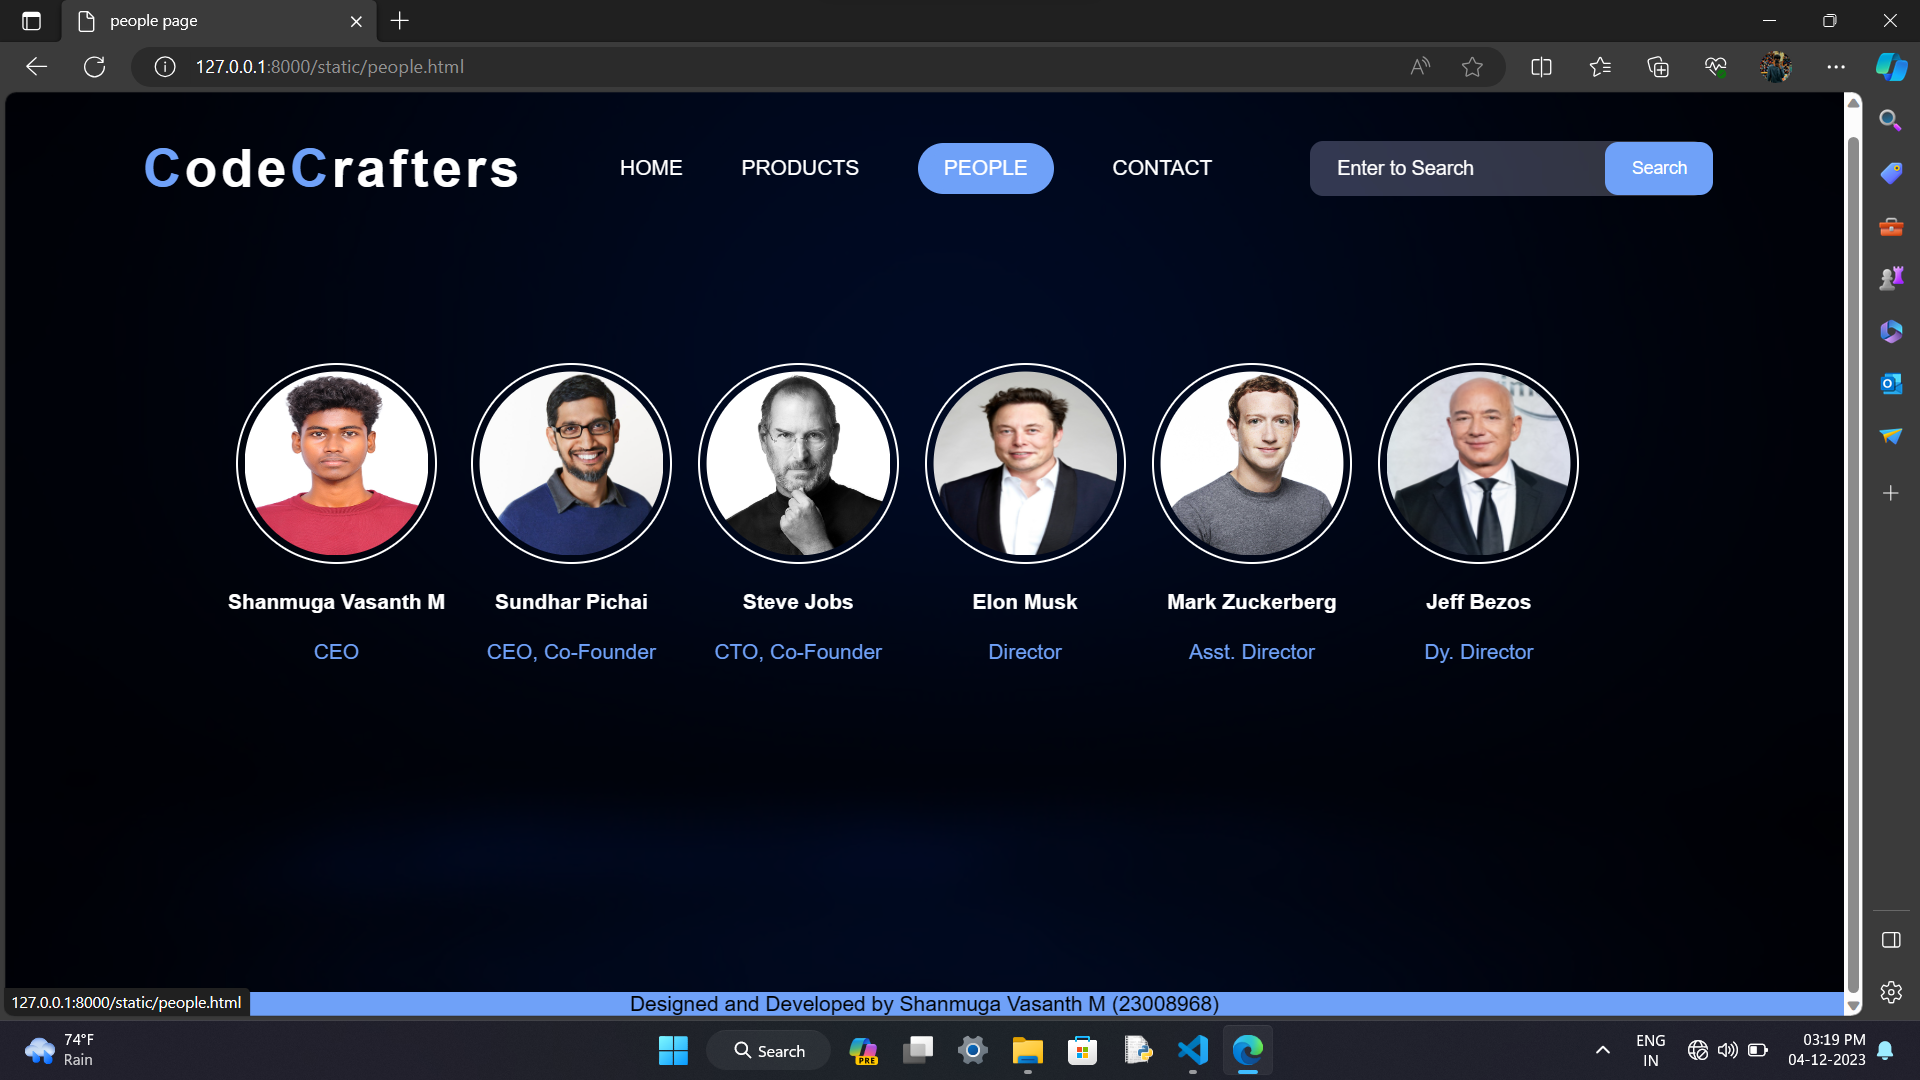 people page
127.0.0.1:8000/static/people.html
CodeCrafters
HOME
PRODUCTS
PEOPLE
CONTACT
Enter to Search
Search
Shanmuga Vasanth M
Sundhar Pichai
Steve Jobs
Elon Musk
Mark Zuckerberg
Jeff Bezos
CEO
CEO, Co-Founder
CTO, Co-Founder
Director
Asst. Director
Dy. Director
127.0.0.1:8000/static/people.html
Designed and Developed by Shanmuga Vasanth M (23008968)
74°F
Rain
Search
PRE
ENG
IN
03:19 PM
04-12-2023